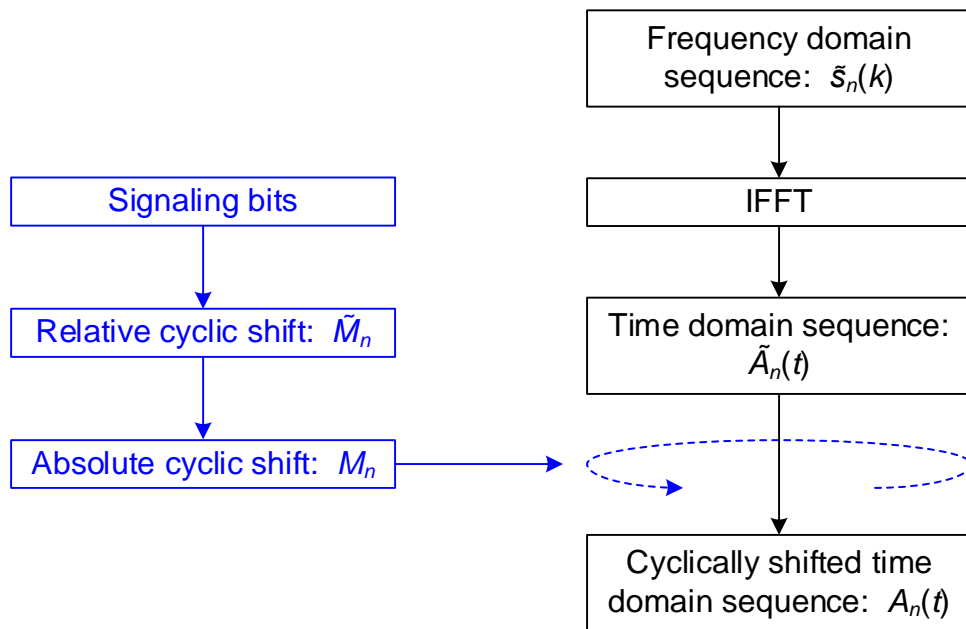 Frequency domain
sequence: s̃ₙ(k)
Signaling bits
IFFT
Relative cyclic shift: M̃ₙ
Time domain sequence:
Ãₙ(t)
Absolute cyclic shift: Mₙ
Cyclically shifted time
domain sequence: Aₙ(t)